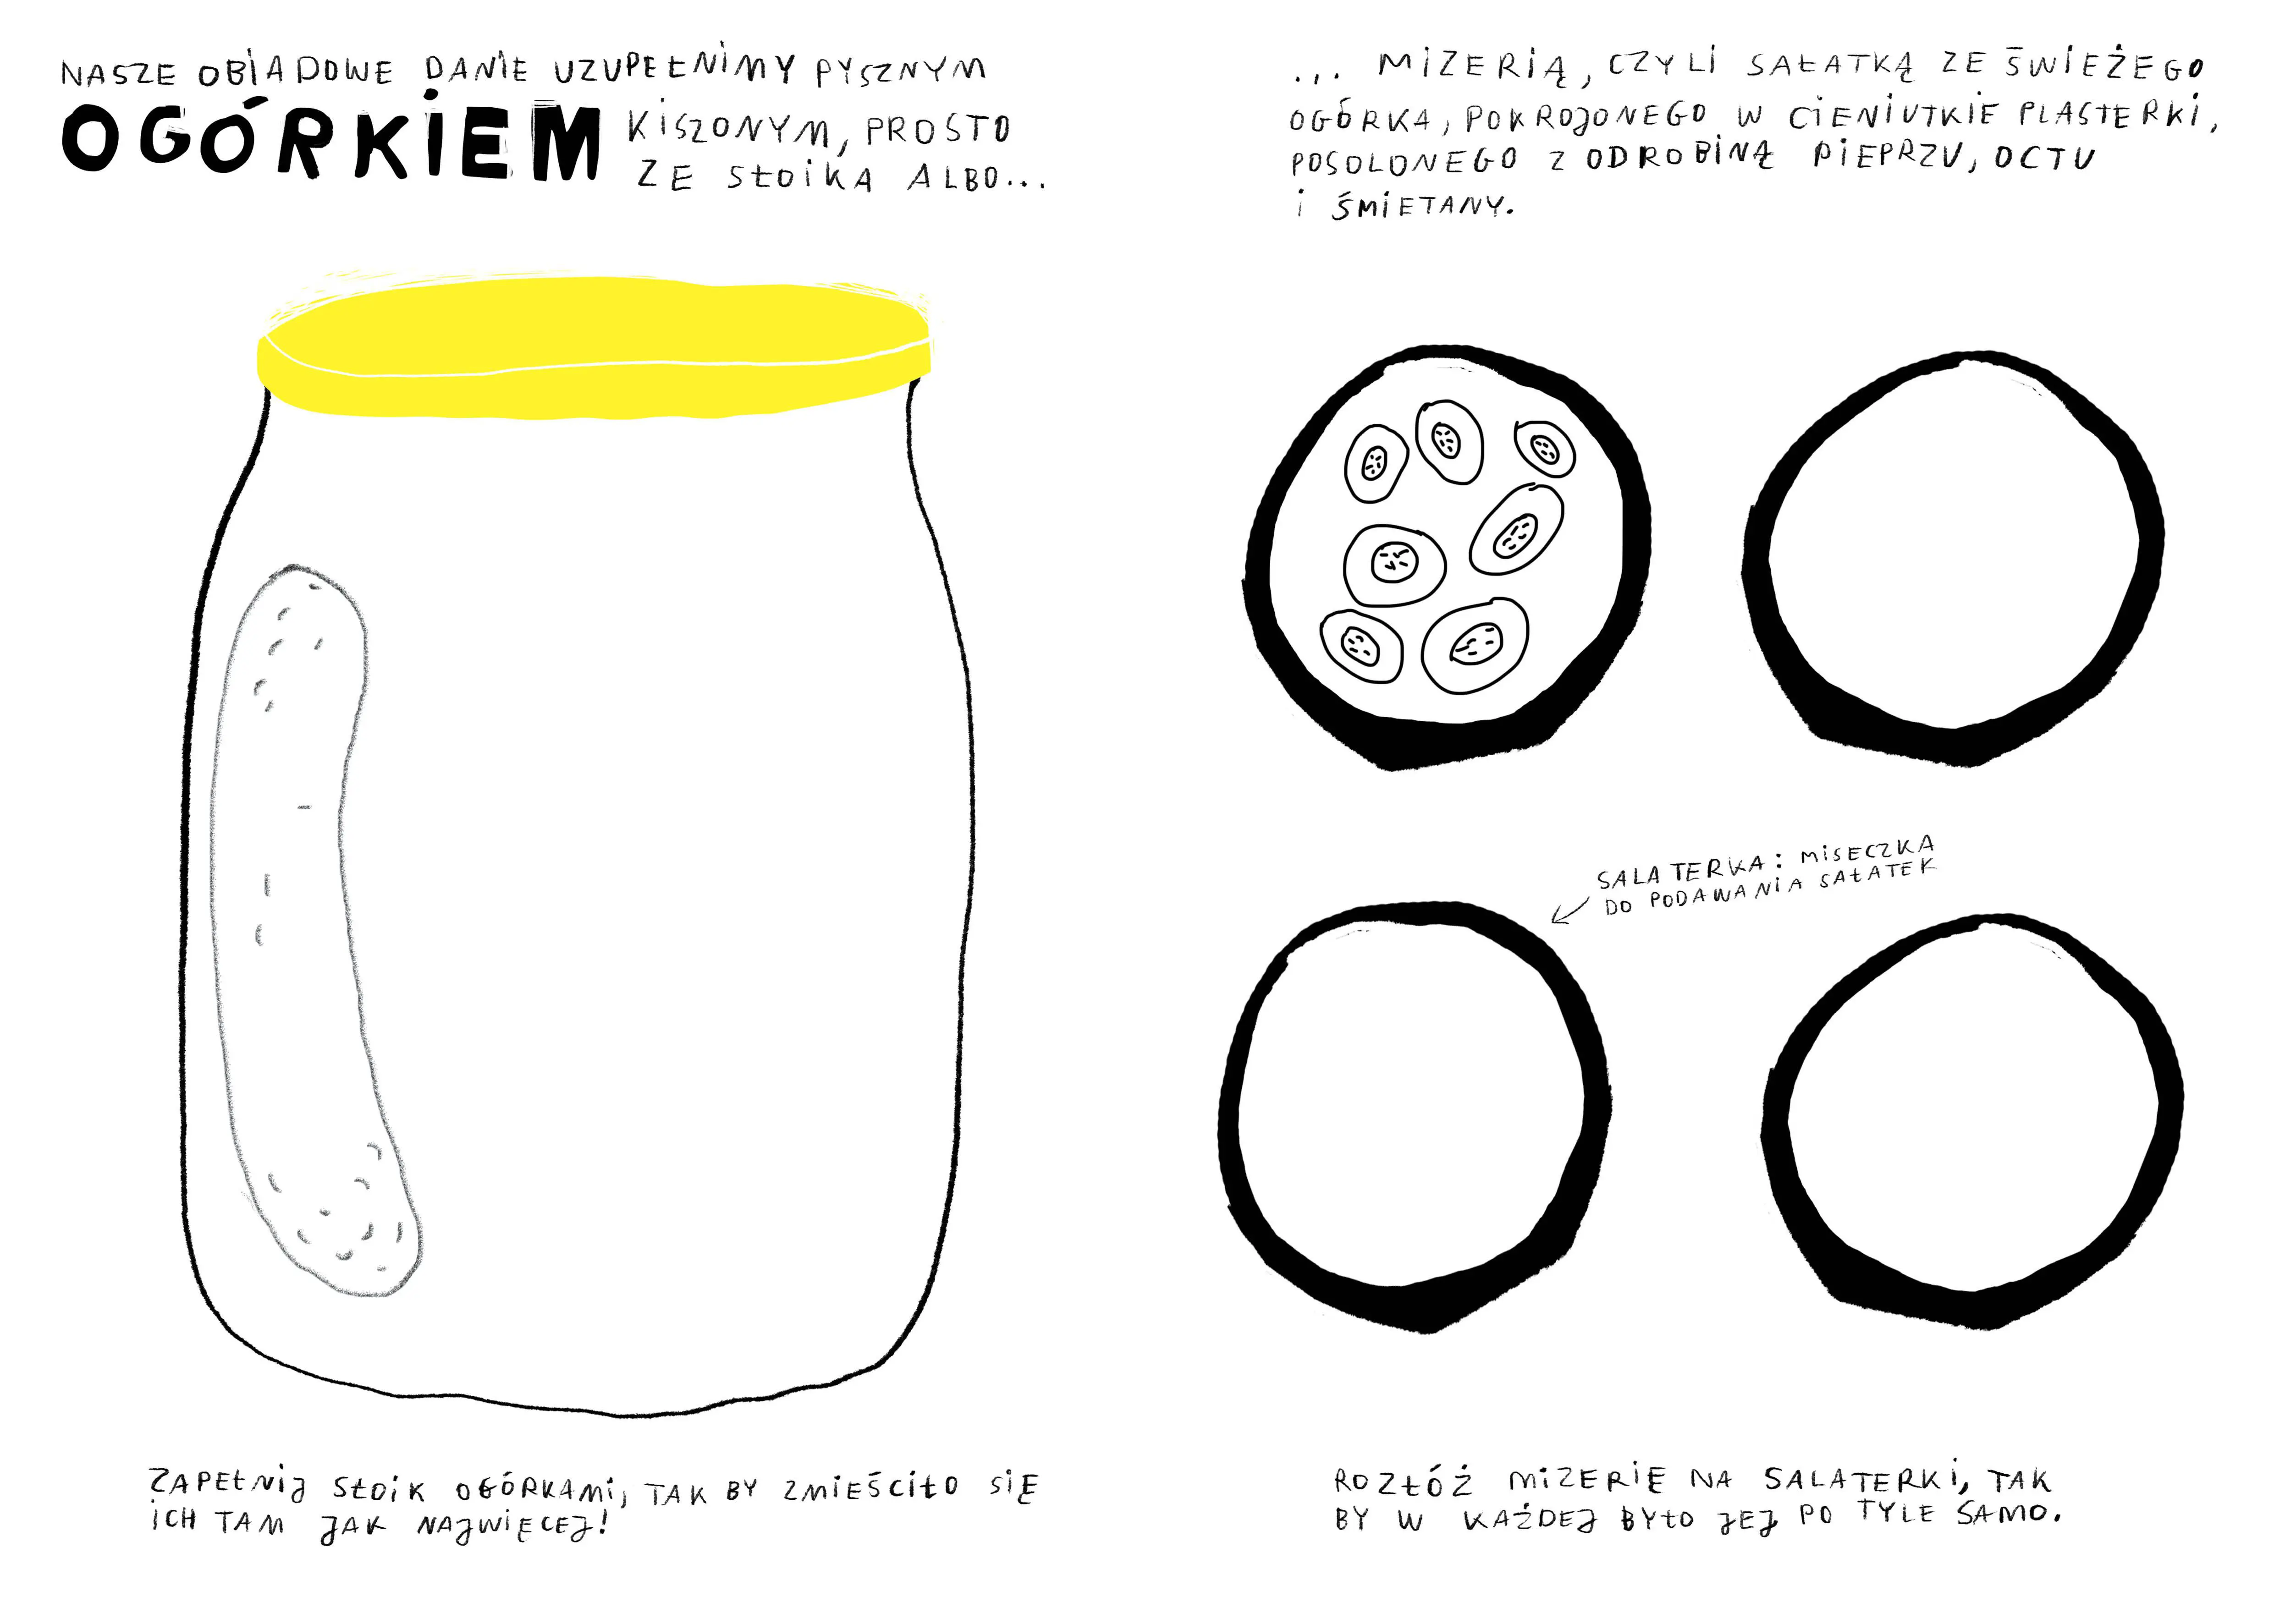 NASZE OBIADOWE DANIE UZUPEŁNIMY PYSZNYM
OGÓRKIEM KISZONYM, PROSTO
ZE SŁOIKA ALBO...
... MIZERIĄ, CZYLI SAŁATKĄ ZE ŚWIEŻEGO
OGÓRKA, POKROJONEGO W CIENIUTKIE PLASTERKI,
POSOLONEGO Z ODROBINĄ PIEPRZU, OCTU
I ŚMIETANY.
SALATERKA: MISECZKA
DO PODAWANIA SAŁATEK
ZAPEŁNIJ SŁOIK OGÓRKAMI, TAK BY ZMIEŚCIŁO SIĘ
ICH TAM JAK NAJWIĘCEJ!
ROZŁÓŻ MIZERIĘ NA SALATERKI, TAK
BY W KAŻDEJ BYŁO JEJ PO TYLE SAMO.